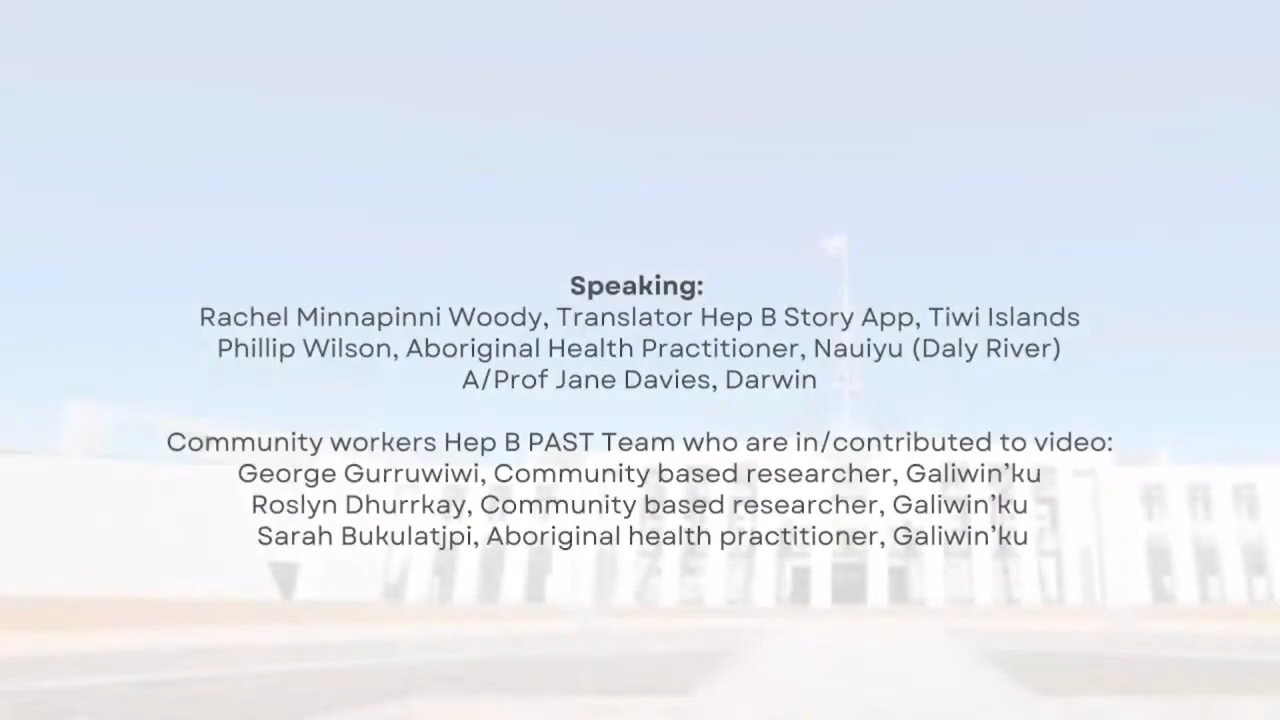 Speaking:
Rachel Minnapinni Woody, Translator Hep B Story App, Tiwi Islands
Phillip Wilson, Aboriginal Health Practitioner, Nauiyu (Daly River)
A/Prof Jane Davies, Darwin
Community workers Hep B PAST Team who are in/contributed to video:
George Gurruwiwi, Community based researcher, Galiwin’ku
Roslyn Dhurrkay, Community based researcher, Galiwin’ku
Sarah Bukulatjpi, Aboriginal health practitioner, Galiwin’ku